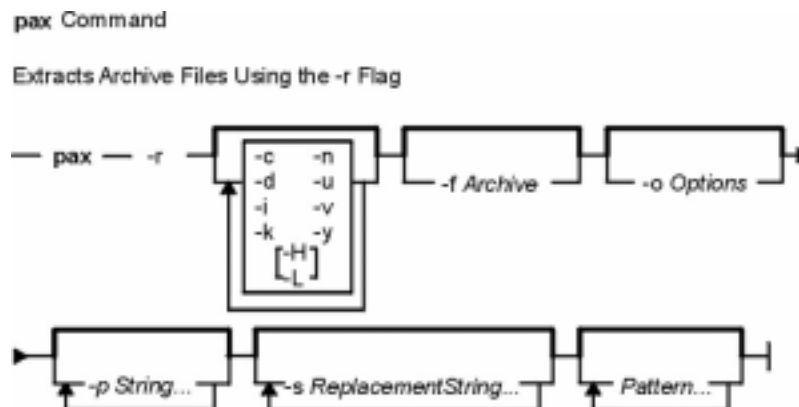 pax Command
Extracts Archive Files Using the -r Flag
pax -r
-c -n
-d -u
-i -v
-k -y
-H
-L
-f Archive
-o Options
-p String...
-s ReplacementString...
Pattern...